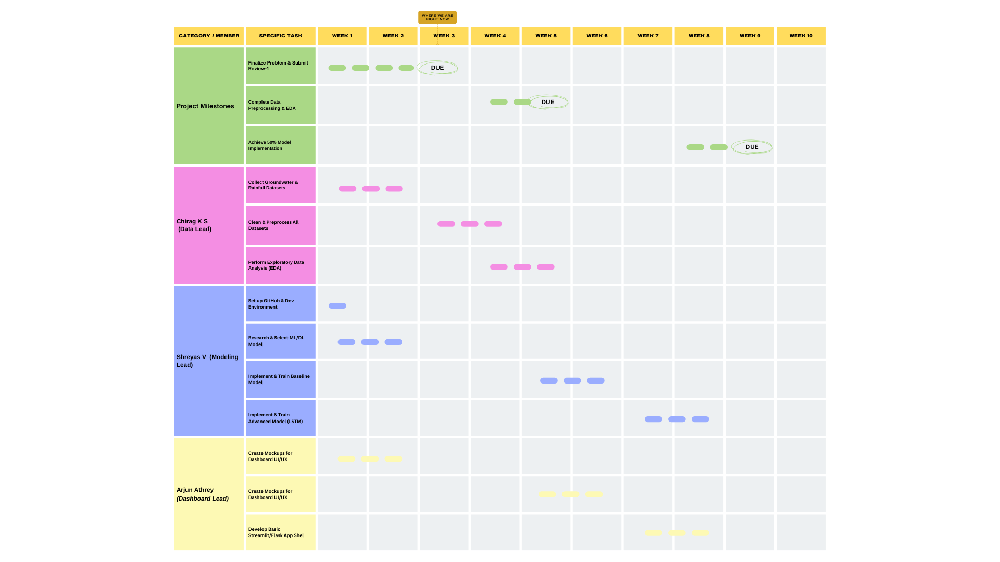 WHERE WE ARE
RIGHT NOW
CATEGORY / MEMBER
SPECIFIC TASK
WEEK 1
WEEK 2
WEEK 3
WEEK 4
WEEK 5
WEEK 6
WEEK 7
WEEK 8
WEEK 9
WEEK 10
Project Milestones
Finalize Problem & Submit
Review-1
DUE
Complete Data
Preprocessing & EDA
DUE
Achieve 50% Model
Implementation
DUE
Chirag K S
(Data Lead)
Collect Groundwater &
Rainfall Datasets
Clean & Preprocess All
Datasets
Perform Exploratory Data
Analysis (EDA)
Shreyas V  (Modeling
Lead)
Set up GitHub & Dev
Environment
Research & Select ML/DL
Model
Implement & Train Baseline
Model
Implement & Train
Advanced Model (LSTM)
Arjun Athrey
(Dashboard Lead)
Create Mockups for
Dashboard UI/UX
Create Mockups for
Dashboard UI/UX
Develop Basic
Streamlit/Flask App Shel